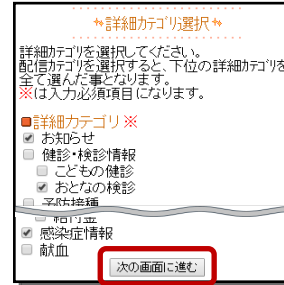 詳細ｶﾃｺﾞﾘ選択
詳細ｶﾃｺﾞﾘを選択してください。
配信ｶﾃｺﾞﾘを選択すると、下位の詳細ｶﾃｺﾞﾘを
全て選んだ事となります。
※は入力必須項目になります。
■詳細カテゴリ ※
お知らせ
健診・検診情報
こどもの健診
おとなの検診
予防接種
給付金
感染症情報
献血
次の画面に進む